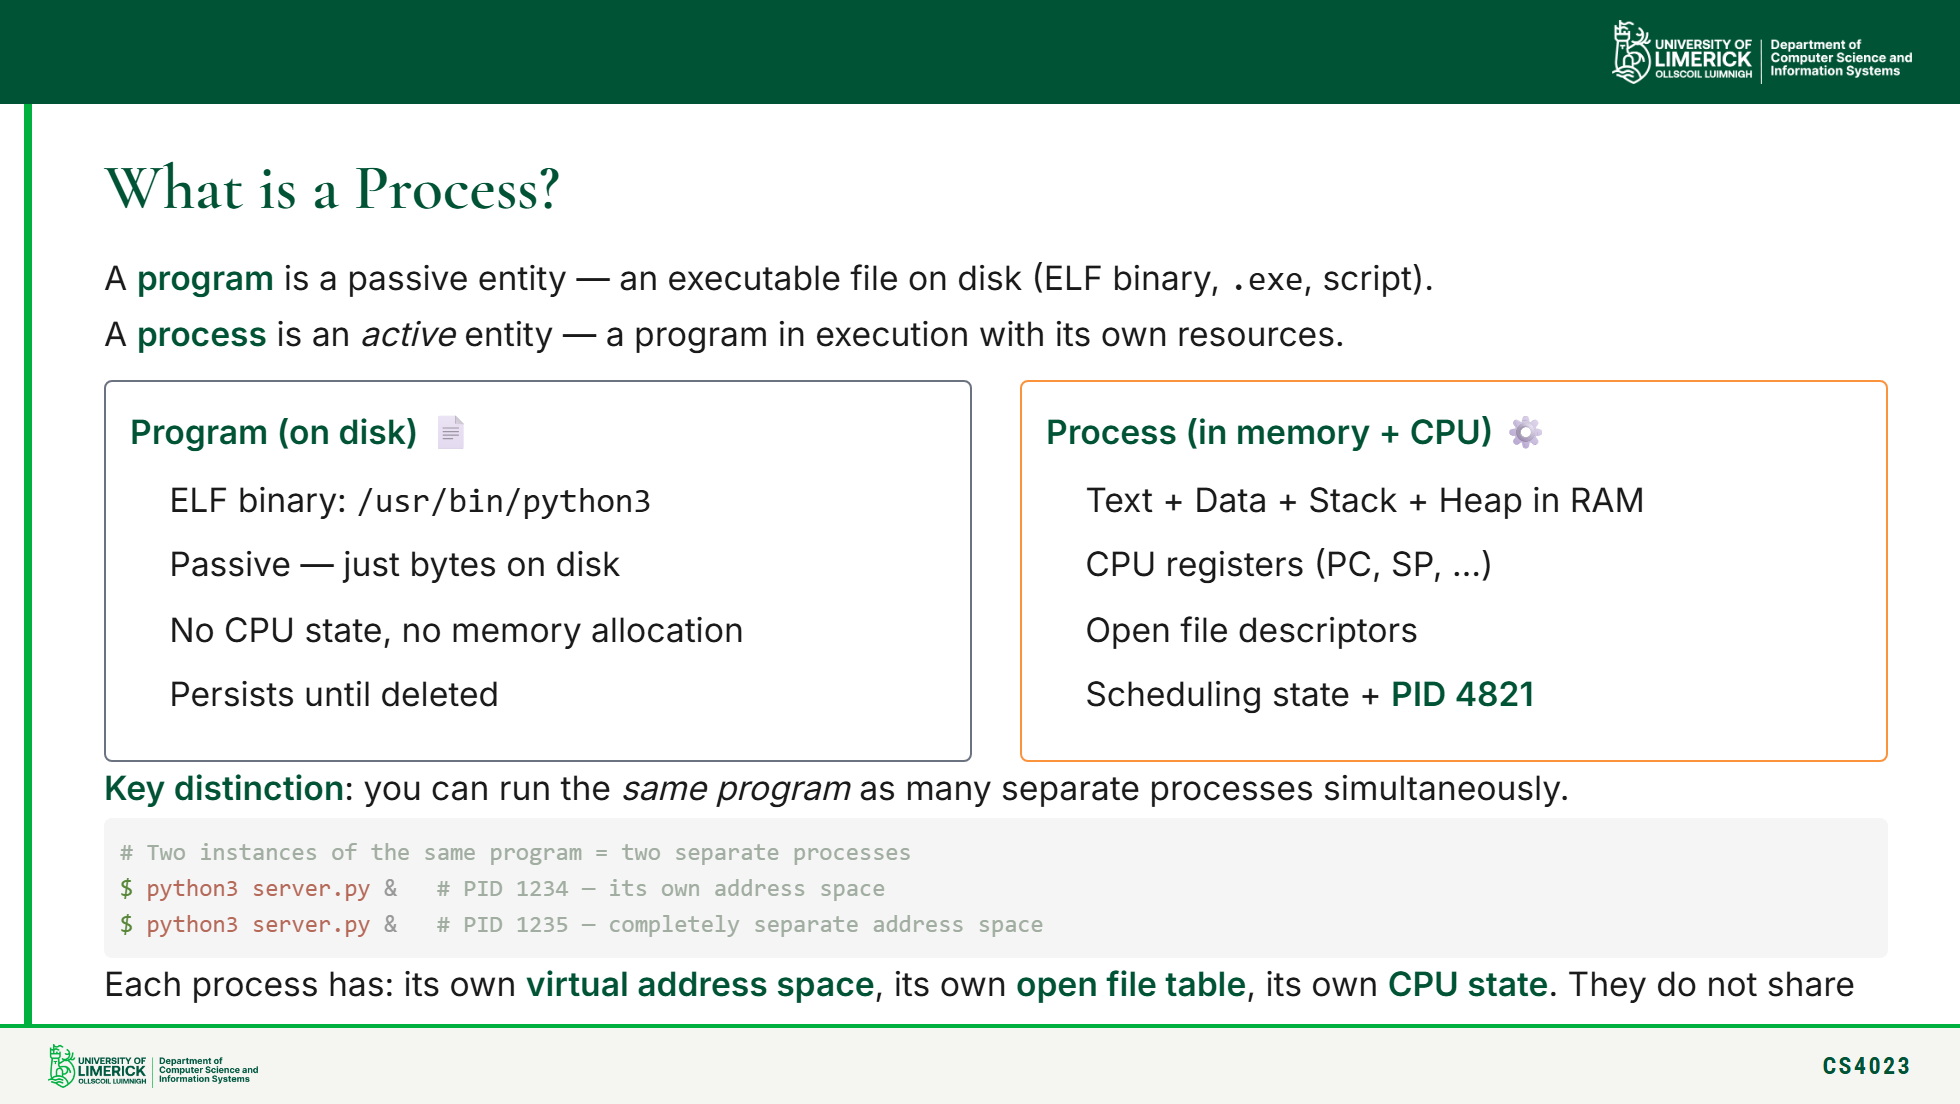 UNIVERSITY OF
LIMERICK
OLLSCOIL LUIMNIGH
Department of
Computer Science and
Information Systems
What is a Process?
A program is a passive entity — an executable file on disk (ELF binary, .exe, script).
A process is an active entity — a program in execution with its own resources.
Program (on disk)
ELF binary: /usr/bin/python3
Passive — just bytes on disk
No CPU state, no memory allocation
Persists until deleted
Process (in memory + CPU)
Text + Data + Stack + Heap in RAM
CPU registers (PC, SP, ...)
Open file descriptors
Scheduling state + PID 4821
Key distinction: you can run the same program as many separate processes simultaneously.
# Two instances of the same program = two separate processes
$ python3 server.py &   # PID 1234 — its own address space
$ python3 server.py &   # PID 1235 — completely separate address space
Each process has: its own virtual address space, its own open file table, its own CPU state. They do not share
UNIVERSITY OF
LIMERICK
OLLSCOIL LUIMNIGH
Department of
Computer Science and
Information Systems
CS4023